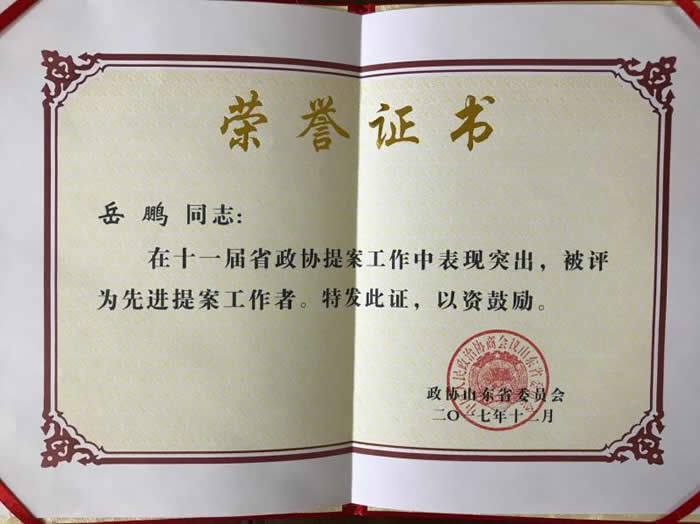 荣誉证书
岳鹏同志:
在十一届省政协提案工作中表现突出，被评
为先进提案工作者。特发此证，以资鼓励。
政协山东省委员会
二〇一七年十二月